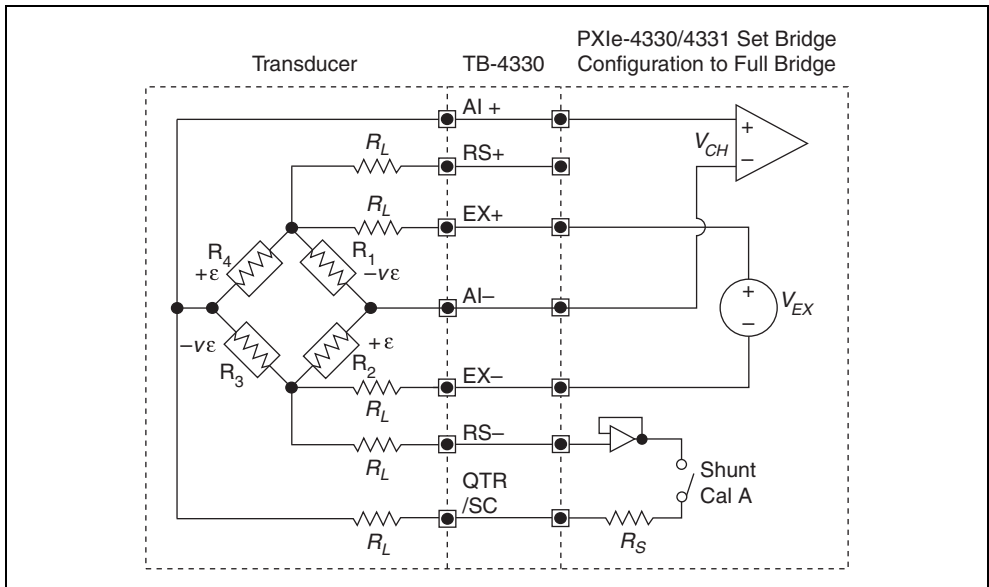 PXIe-4330/4331 Set Bridge
Transducer TB-4330 Configuration to Full Bridge
AI +
R_L RS+
V_CH + –
R_L EX+
R_4 +ε R_1 –vε
AI– + – V_EX
–vε R_3 +ε R_2
EX–
R_L
RS–
R_L
Shunt
Cal A
QTR
/SC
R_L R_S